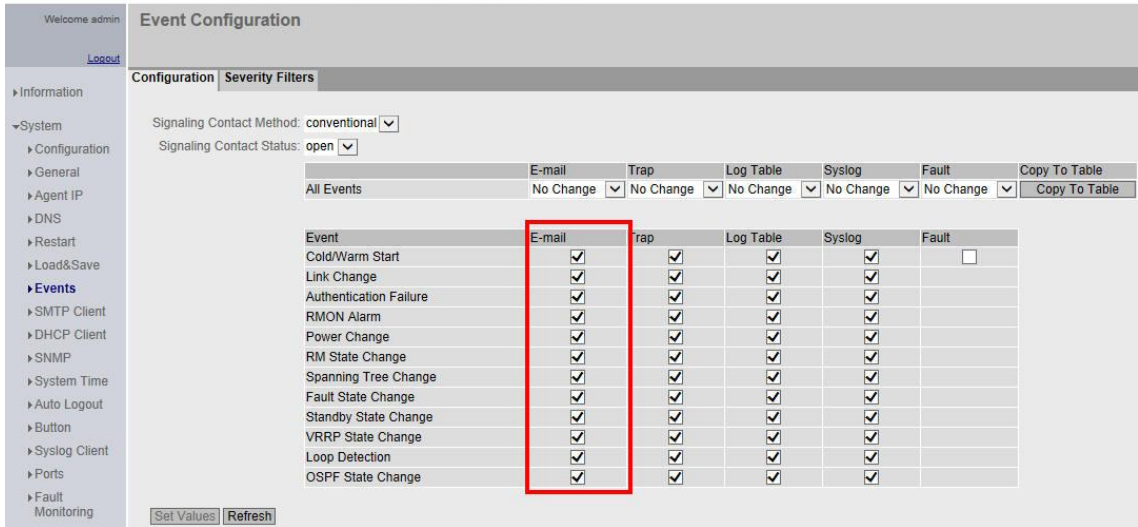 Welcome admin
Logout
Event Configuration
Configuration Severity Filters
Information
System
Configuration
General
Agent IP
DNS
Restart
Load&Save
Events
SMTP Client
DHCP Client
SNMP
System Time
Auto Logout
Button
Syslog Client
Ports
Fault
Monitoring
Signaling Contact Method: conventional
Signaling Contact Status: open
E-mail Trap Log Table Syslog Fault Copy To Table
All Events No Change No Change No Change No Change No Change Copy To Table
Event E-mail Trap Log Table Syslog Fault
Cold/Warm Start
Link Change
Authentication Failure
RMON Alarm
Power Change
RM State Change
Spanning Tree Change
Fault State Change
Standby State Change
VRRP State Change
Loop Detection
OSPF State Change
Set Values Refresh